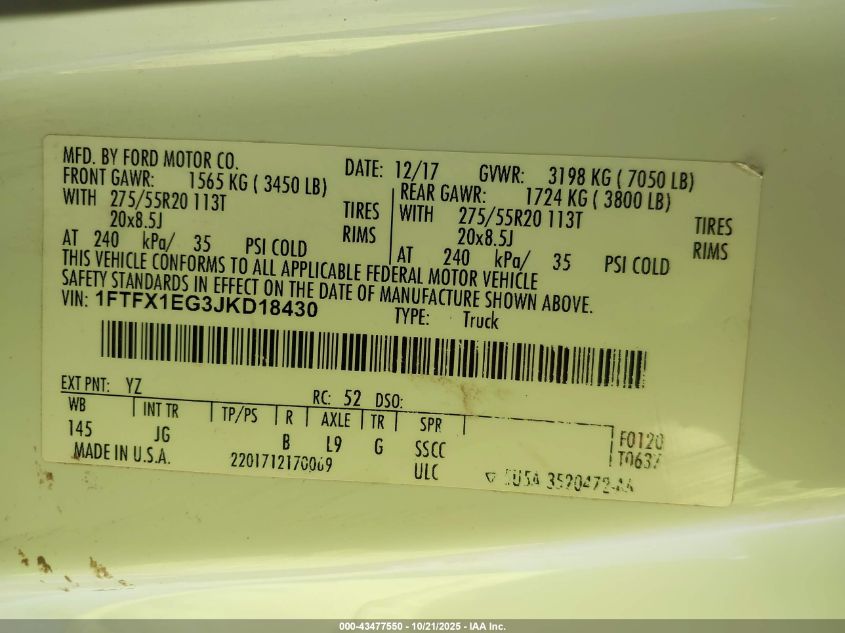 MFD. BY FORD MOTOR CO. DATE: 12/17 GVWR: 3198 KG ( 7050 LB)
FRONT GAWR: 1565 KG ( 3450 LB) REAR GAWR: 1724 KG ( 3800 LB)
WITH 275/55R20 113T TIRES WITH 275/55R20 113T TIRES
20x8.5J RIMS 20x8.5J RIMS
AT 240 kPa/ 35 PSI COLD AT 240 kPa/ 35 PSI COLD
THIS VEHICLE CONFORMS TO ALL APPLICABLE FEDERAL MOTOR VEHICLE
SAFETY STANDARDS IN EFFECT ON THE DATE OF MANUFACTURE SHOWN ABOVE.
VIN: 1FTFX1EG3JKD18430 TYPE: Truck
EXT PNT: YZ RC: 52 DSO:
WB INT TR TP/PS R AXLE TR SPR
145 JG B L9 G SSCC F0120
MADE IN U.S.A. 2201712170069 ULC T0637
000-43477550 - 10/21/2025 - IAA Inc.